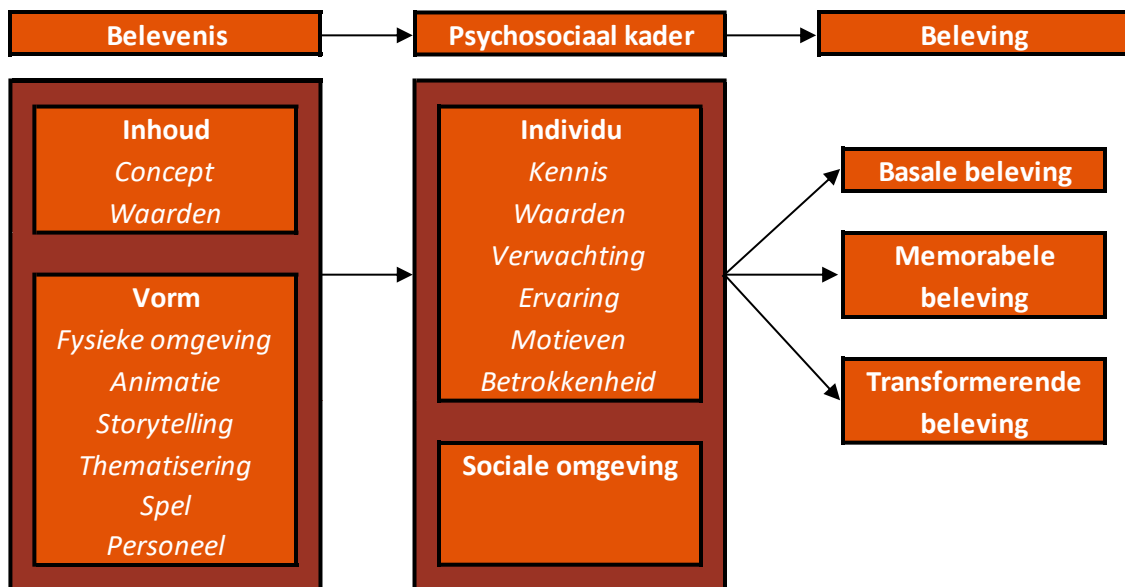 Belevenis
Psychosociaal kader
Beleving
Inhoud
Concept
Waarden
Vorm
Fysieke omgeving
Animatie
Storytelling
Thematisering
Spel
Personeel
Individu
Kennis
Waarden
Verwachting
Ervaring
Motieven
Betrokkenheid
Sociale omgeving
Basale beleving
Memorabele
beleving
Transformerende
beleving